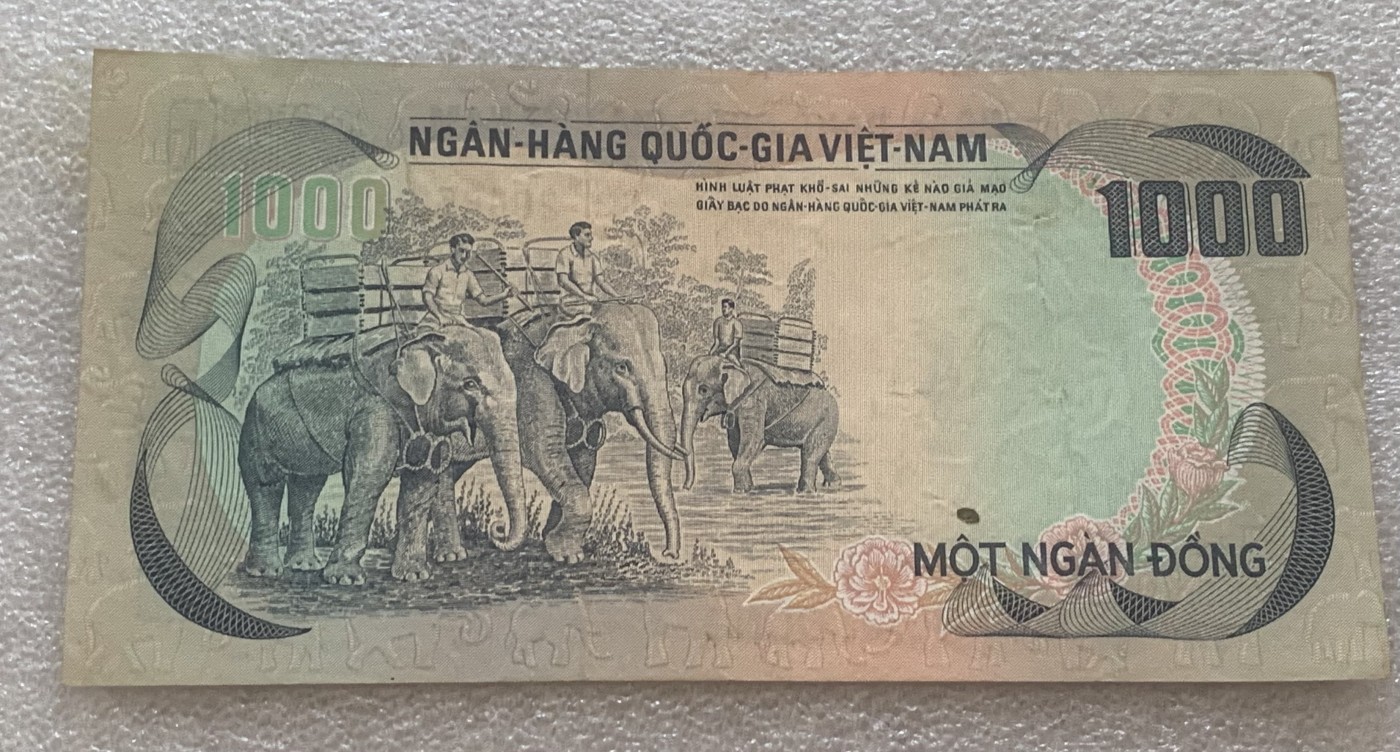 NGÂN-HÀNG QUỐC-GIA VIỆT-NAM
HÌNH LUẬT PHẠT KHỔ-SAI NHỮNG KẺ NÀO GIẢ MẠO
GIẤY BẠC DO NGÂN-HÀNG QUỐC-GIA VIỆT-NAM PHÁT RA
1000
1000
MỘT NGÀN ĐỒNG